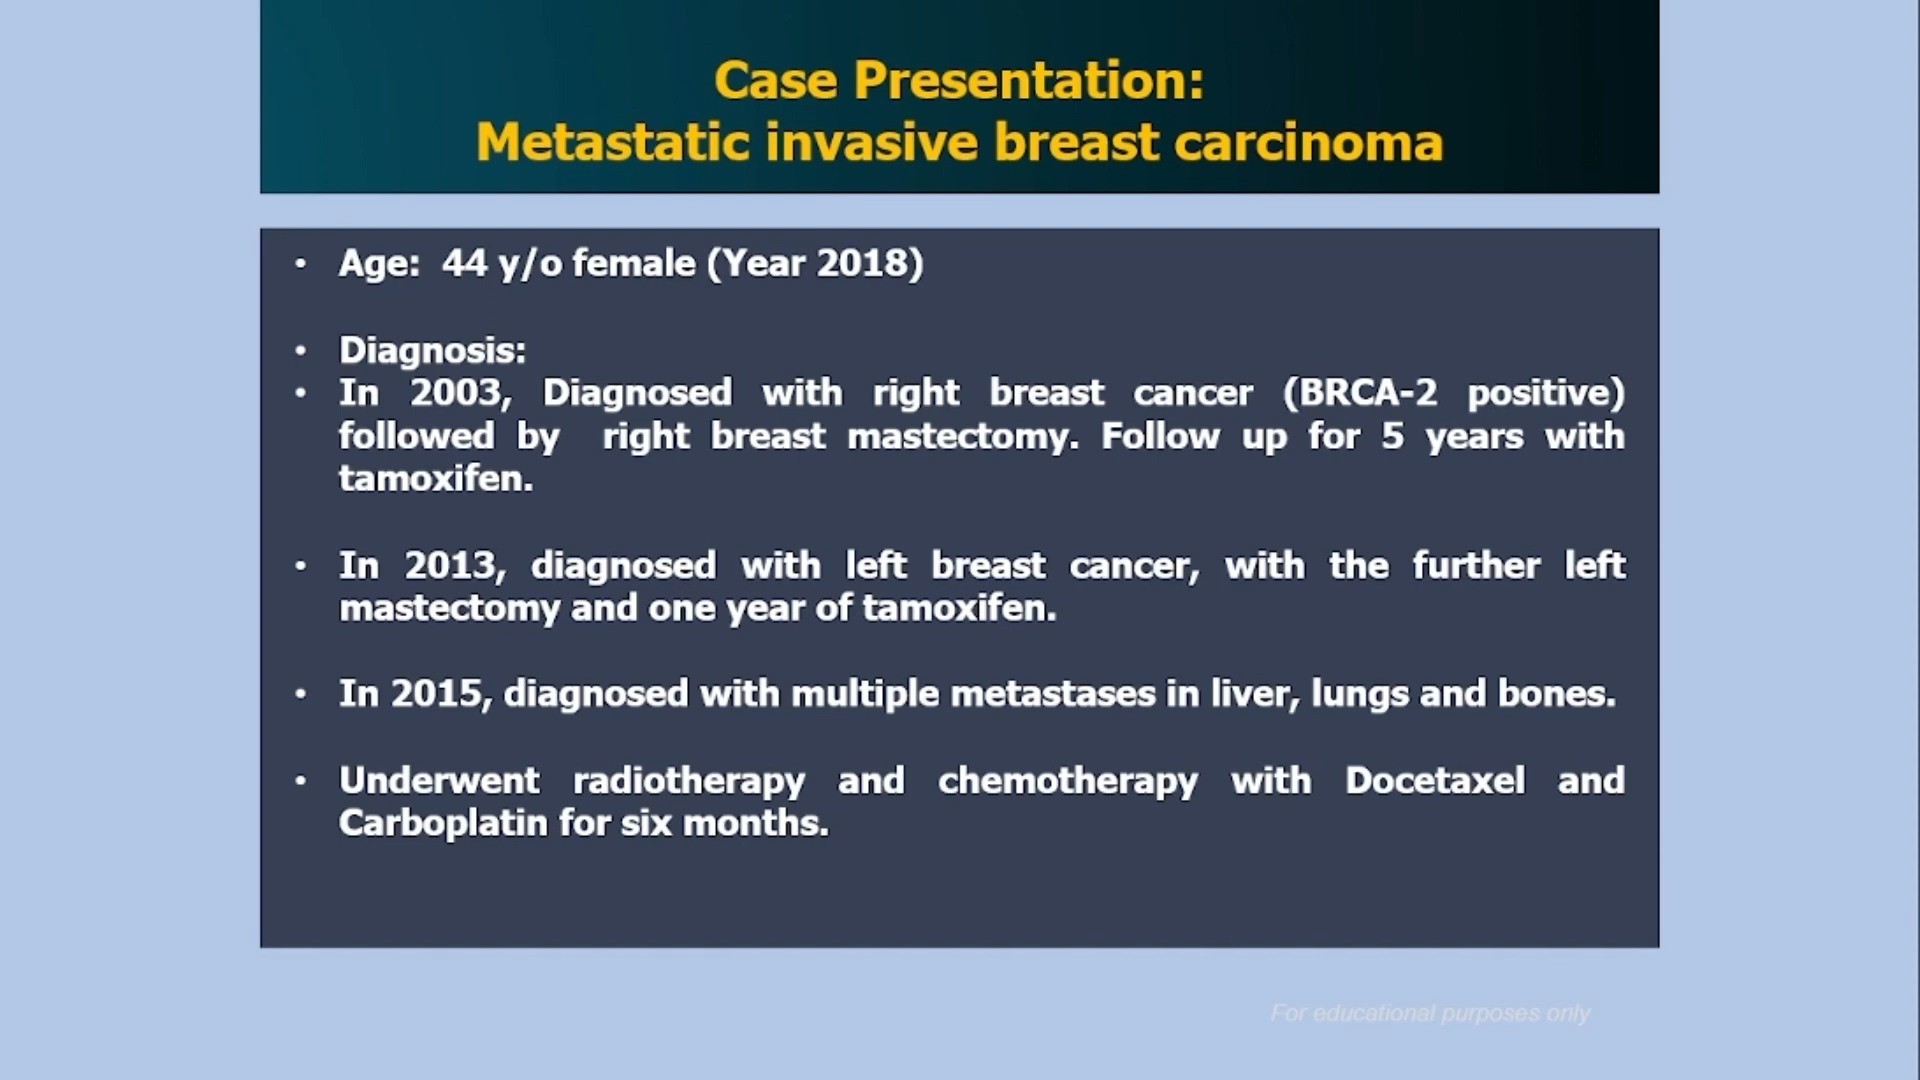 Case Presentation:
Metastatic invasive breast carcinoma
• Age: 44 y/o female (Year 2018)
• Diagnosis:
• In 2003, Diagnosed with right breast cancer (BRCA-2 positive)
followed by right breast mastectomy. Follow up for 5 years with
tamoxifen.
• In 2013, diagnosed with left breast cancer, with the further left
mastectomy and one year of tamoxifen.
• In 2015, diagnosed with multiple metastases in liver, lungs and bones.
• Underwent radiotherapy and chemotherapy with Docetaxel and
Carboplatin for six months.
For educational purposes only